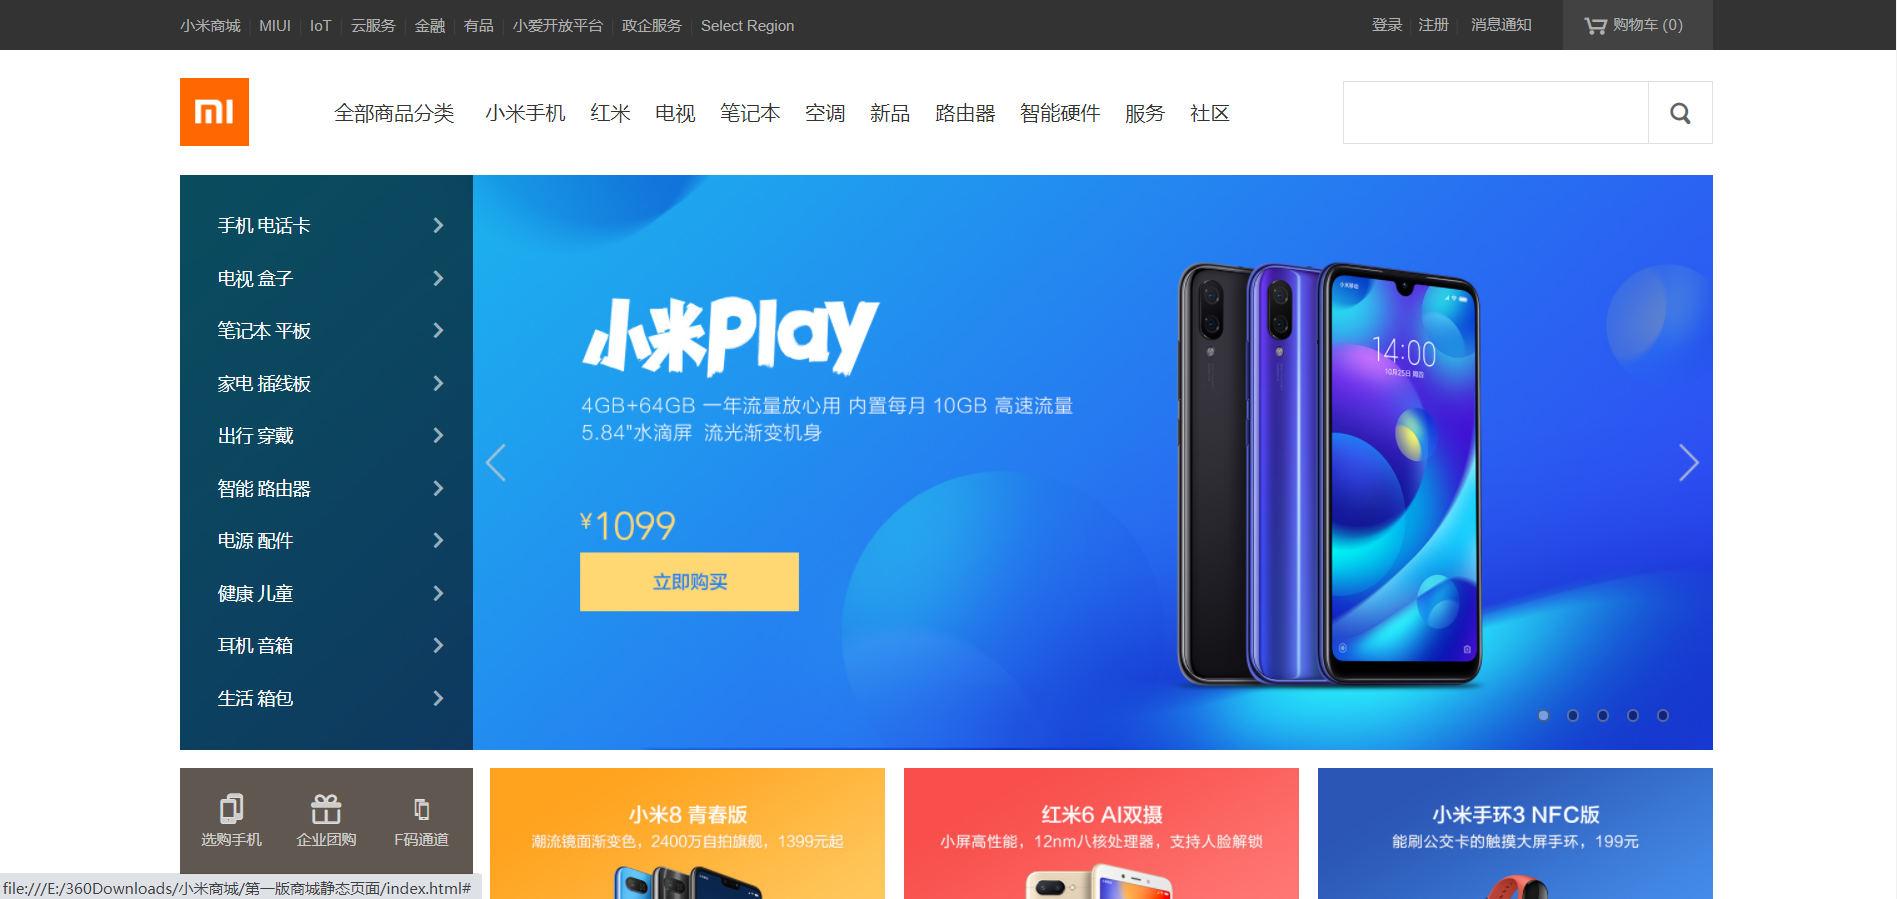 小米商城 MIUI IoT 云服务 金融 有品 小爱开放平台 政企服务 Select Region 登录 注册 消息通知 购物车 (0)
全部商品分类 小米手机 红米 电视 笔记本 空调 新品 路由器 智能硬件 服务 社区
手机 电话卡
电视 盒子
笔记本 平板
家电 插线板
出行 穿戴
智能 路由器
电源 配件
健康 儿童
耳机 音箱
生活 箱包
小米Play
4GB+64GB 一年流量放心用 内置每月 10GB 高速流量
5.84"水滴屏 流光渐变机身
¥1099
立即购买
14:00
10月25日 周四
选购手机 企业团购 F码通道
小米8 青春版
潮流镜面渐变色，2400万自拍旗舰，1399元起
红米6 AI双摄
小屏高性能，12nm八核处理器，支持人脸解锁
小米手环3 NFC版
能刷公交卡的触摸大屏手环，199元
file:///E:/360Downloads/小米商城/第一版商城静态页面/index.html#